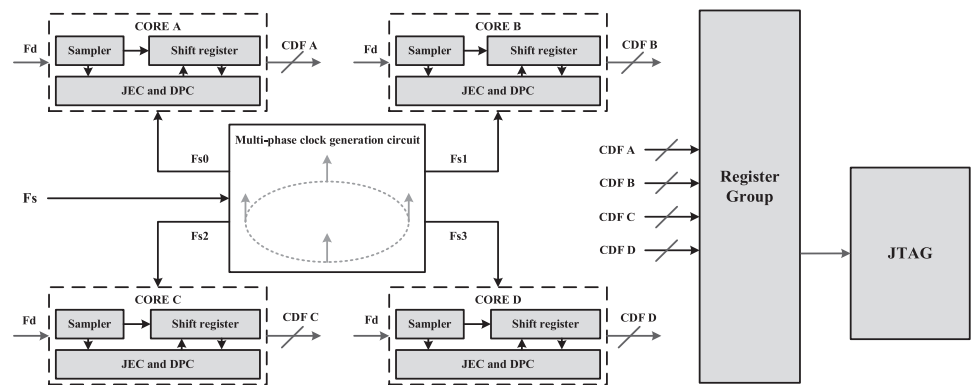 CORE A
Fd
Sampler
Shift register
JEC and DPC
CDF A
CORE B
Fd
Sampler
Shift register
JEC and DPC
CDF B
Multi-phase clock generation circuit
Fs0
Fs1
Fs
Fs2
Fs3
CORE C
Fd
Sampler
Shift register
JEC and DPC
CDF C
CORE D
Fd
Sampler
Shift register
JEC and DPC
CDF D
CDF A
CDF B
CDF C
CDF D
Register
Group
JTAG